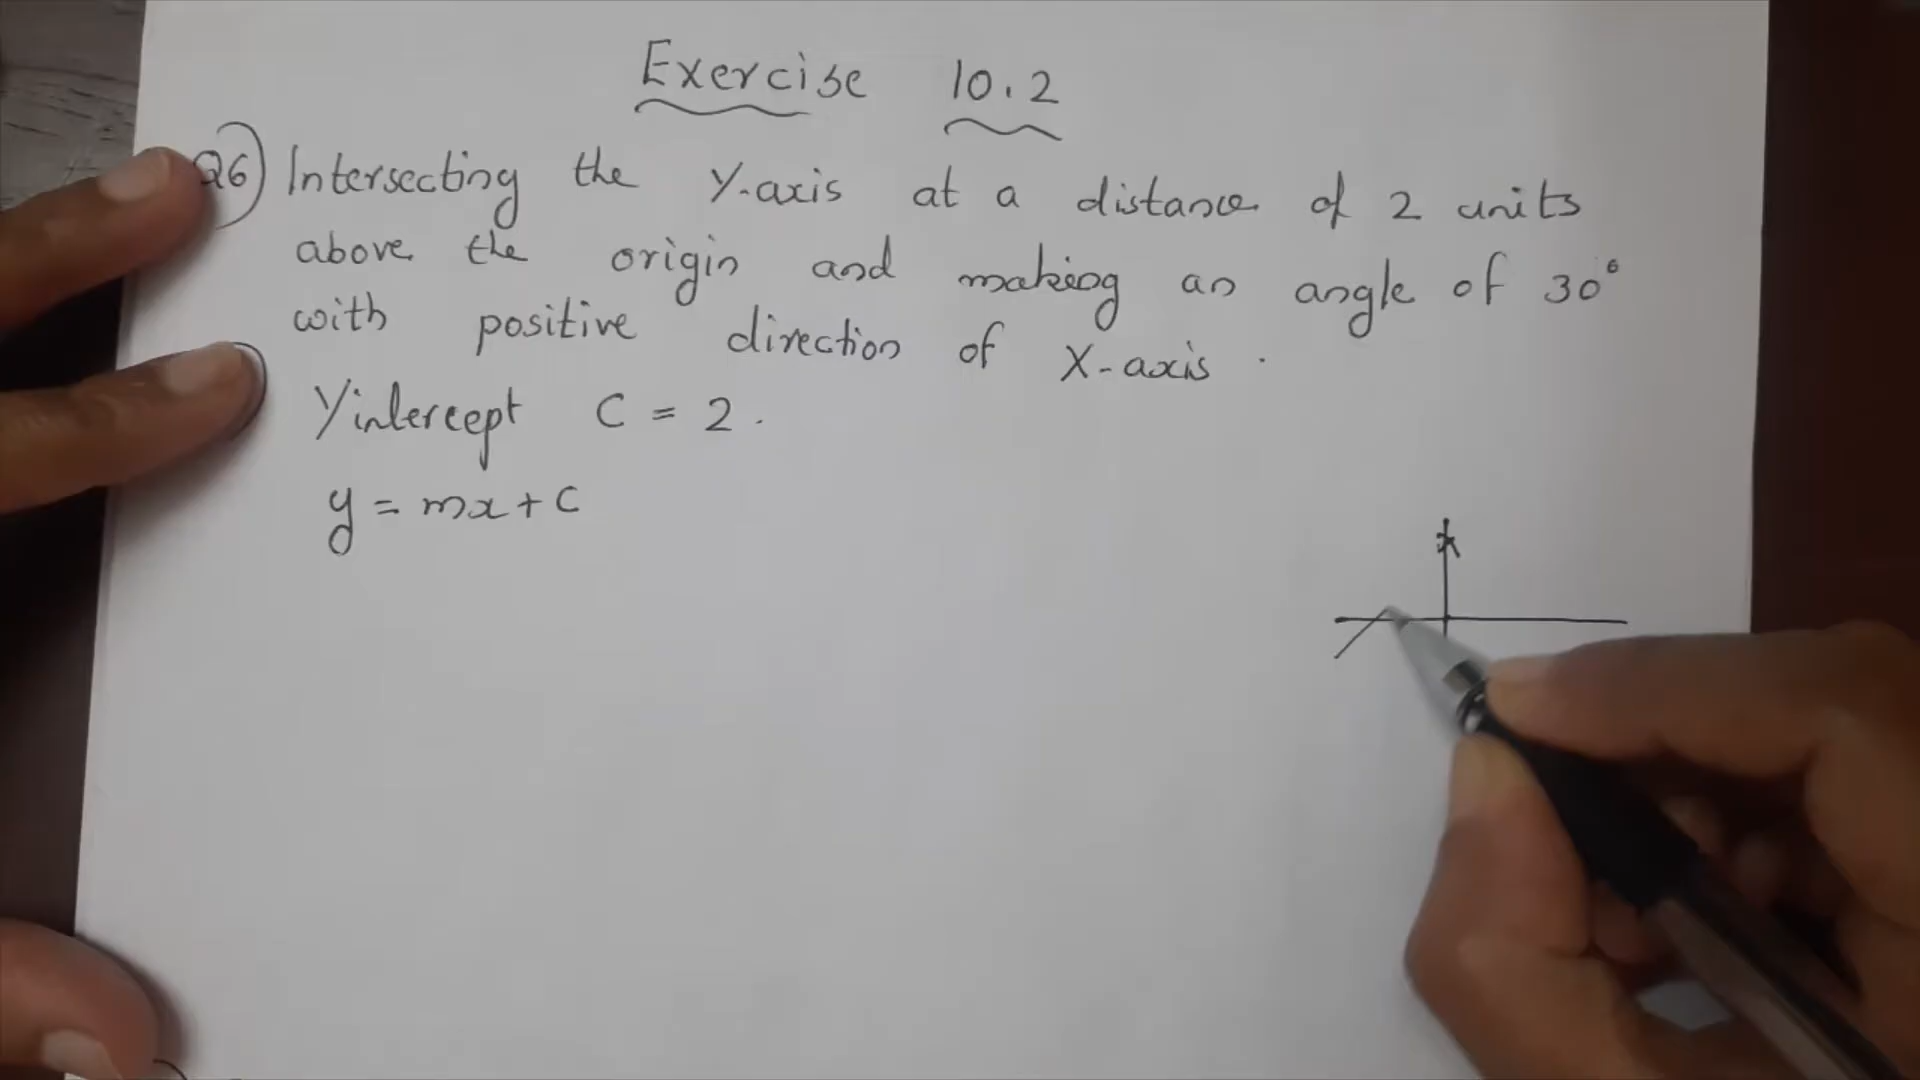 Exercise 10.2
Q6) Intersecting the Y-axis at a distance of 2 units
above the origin and making an angle of 30°
with positive direction of X-axis.
Y intercept C = 2.
y = mx + c